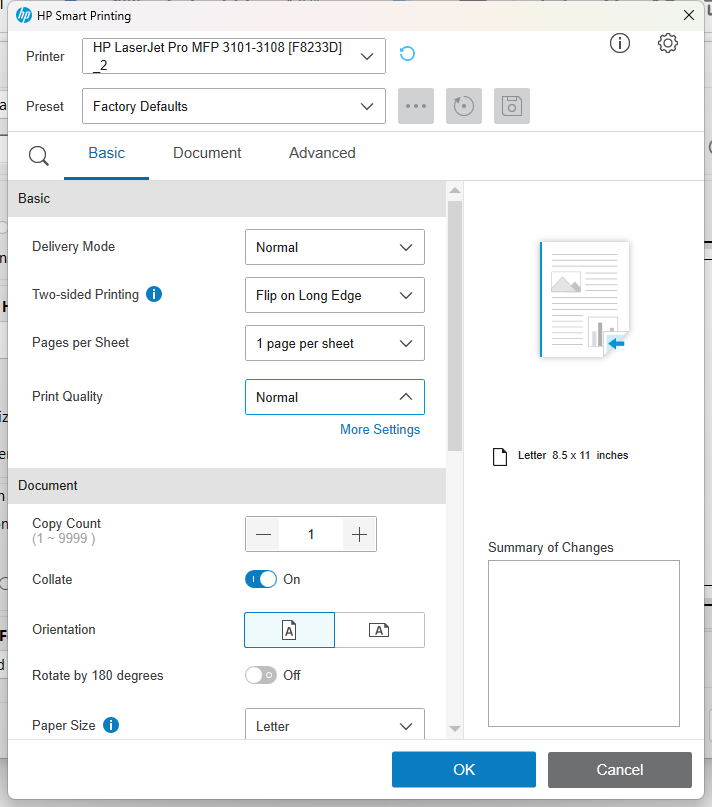 HP Smart Printing
Printer
HP LaserJet Pro MFP 3101-3108 [F8233D]
_2
Preset
Factory Defaults
Basic Document Advanced
Basic
Delivery Mode
Normal
Two-sided Printing
Flip on Long Edge
Pages per Sheet
1 page per sheet
Print Quality
Normal
More Settings
Document
Copy Count
(1 ~ 9999 )
1
Collate
On
Orientation
A A
Rotate by 180 degrees
Off
Paper Size
Letter
Letter 8.5 x 11 inches
Summary of Changes
OK Cancel